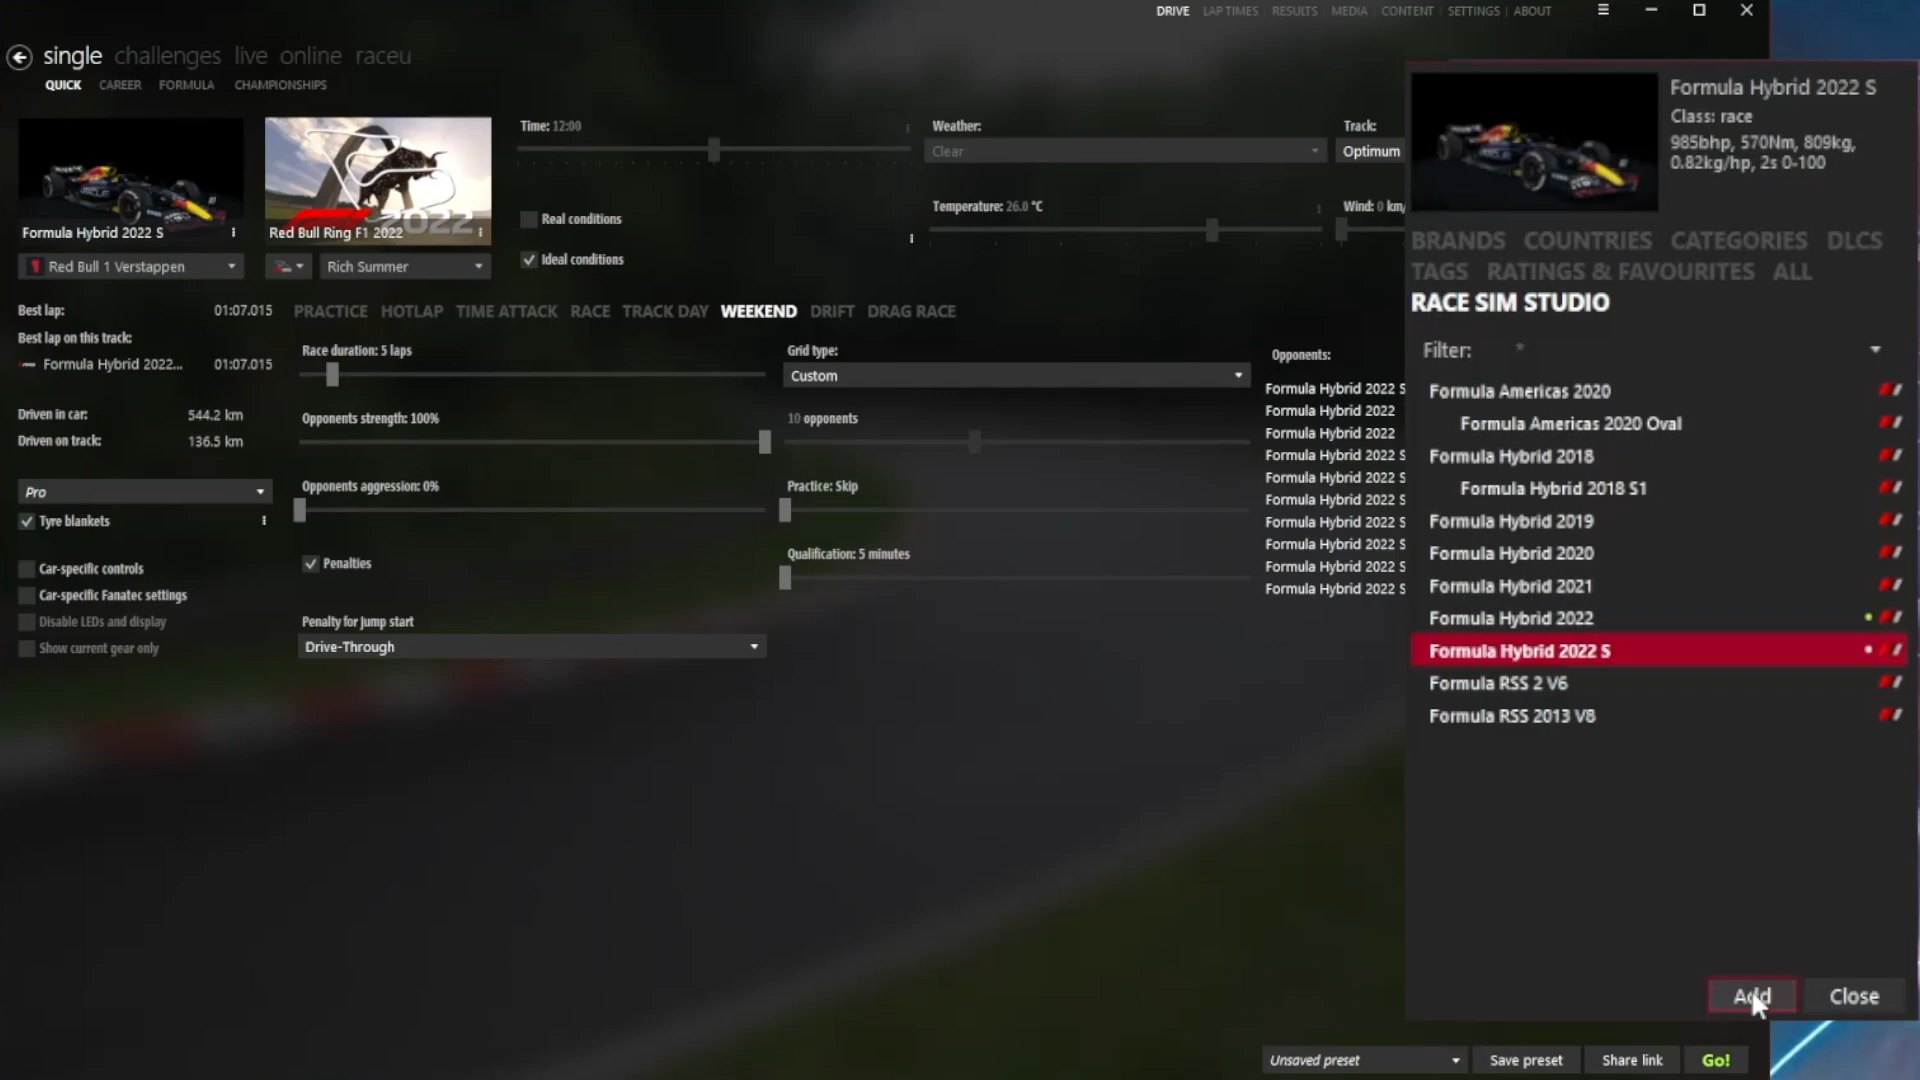 DRIVE LAP TIMES RESULTS MEDIA CONTENT SETTINGS ABOUT
single challenges live online raceu
QUICK CAREER FORMULA CHAMPIONSHIPS
Formula Hybrid 2022 S
2022
Red Bull Ring F1 2022
Red Bull 1 Verstappen
Rich Summer
Time: 12:00
Real conditions
Ideal conditions
Weather:
Clear
Temperature: 26.0 °C
Track:
Optimum
Wind: 0 km/
Best lap: 01:07.015
Best lap on this track:
Formula Hybrid 2022... 01:07.015
Driven in car: 544.2 km
Driven on track: 136.5 km
Pro
Tyre blankets
Car-specific controls
Car-specific Fanatec settings
Disable LEDs and display
Show current gear only
PRACTICE HOTLAP TIME ATTACK RACE TRACK DAY WEEKEND DRIFT DRAG RACE
Race duration: 5 laps
Opponents strength: 100%
Opponents aggression: 0%
Penalties
Penalty for jump start
Drive-Through
Grid type:
Custom
10 opponents
Practice: Skip
Qualification: 5 minutes
Opponents:
Formula Hybrid 2022 S
Formula Hybrid 2022
Formula Hybrid 2022
Formula Hybrid 2022 S
Formula Hybrid 2022 S
Formula Hybrid 2022 S
Formula Hybrid 2022 S
Formula Hybrid 2022 S
Formula Hybrid 2022 S
Formula Hybrid 2022 S
Formula Hybrid 2022 S
Class: race
985bhp, 570Nm, 809kg,
0.82kg/hp, 2s 0-100
BRANDS COUNTRIES CATEGORIES DLCS
TAGS RATINGS & FAVOURITES ALL
RACE SIM STUDIO
Filter: *
Formula Americas 2020
Formula Americas 2020 Oval
Formula Hybrid 2018
Formula Hybrid 2018 S1
Formula Hybrid 2019
Formula Hybrid 2020
Formula Hybrid 2021
Formula Hybrid 2022
Formula Hybrid 2022 S
Formula RSS 2 V6
Formula RSS 2013 V8
Add Close
Unsaved preset Save preset Share link Go!